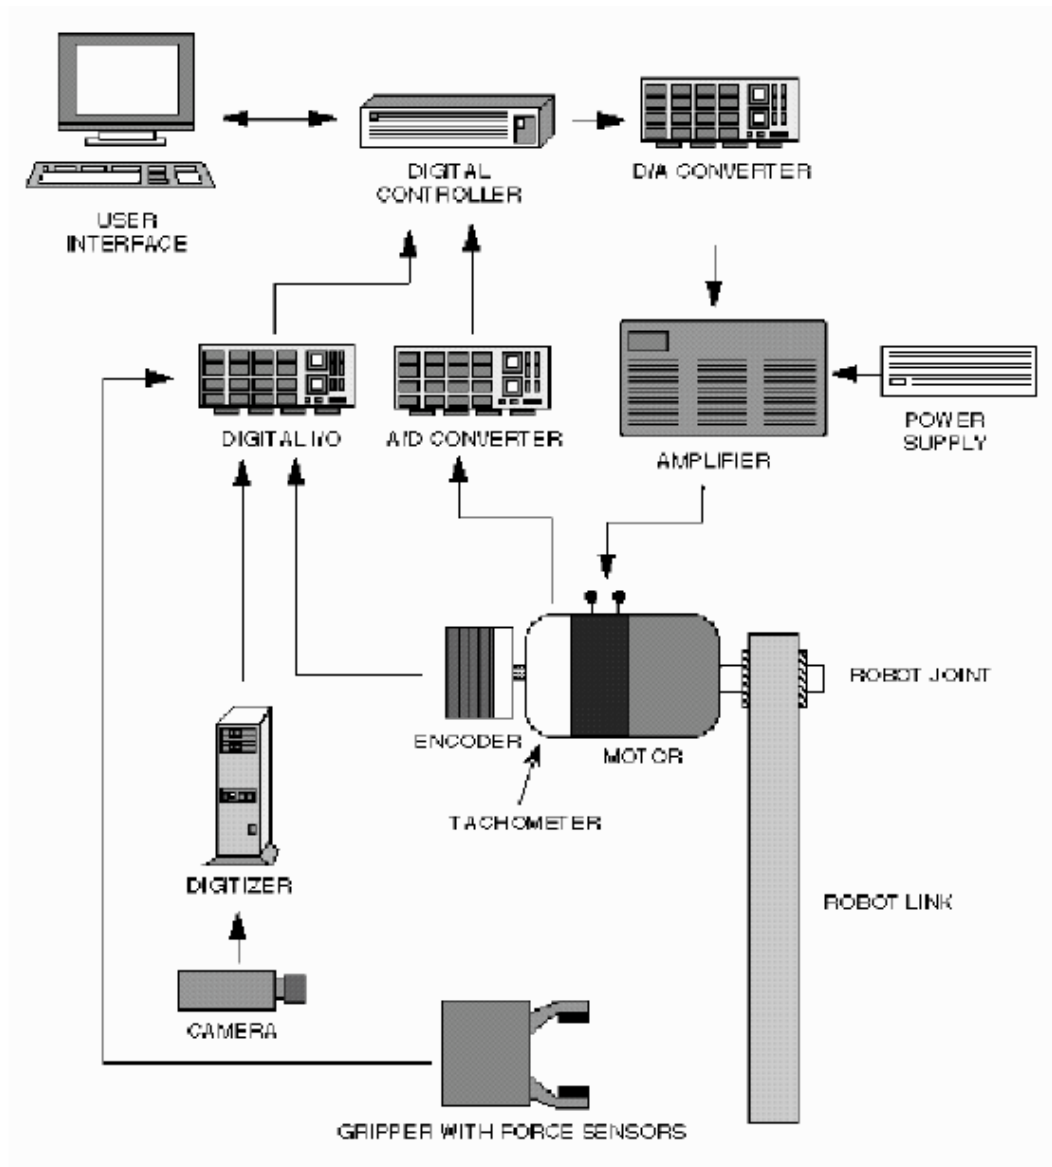 USER
INTERFACE
DIGITAL
CONTROLLER
D/A CONVERTER
DIGITAL I/O
A/D CONVERTER
AMPLIFIER
POWER
SUPPLY
ENCODER
MOTOR
ROBOT JOINT
TACHOMETER
DIGITIZER
ROBOT LINK
CAMERA
GRIPPER WITH FORCE SENSORS